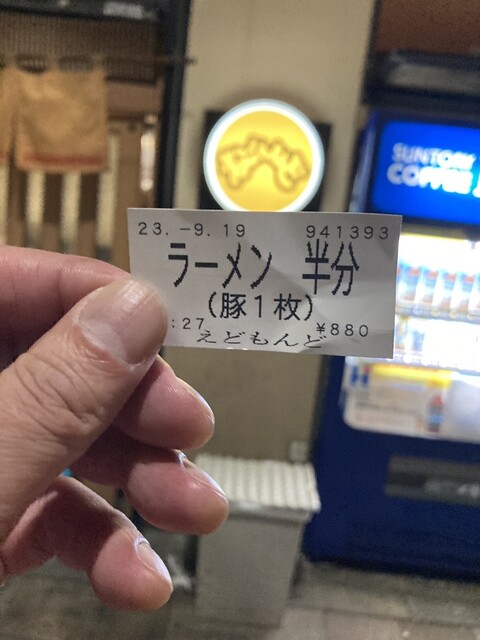 23.-9.19 941393
ラーメン 半分
(豚1枚)
:27 ¥880
えどもんど
SUNTORY
COFFEE